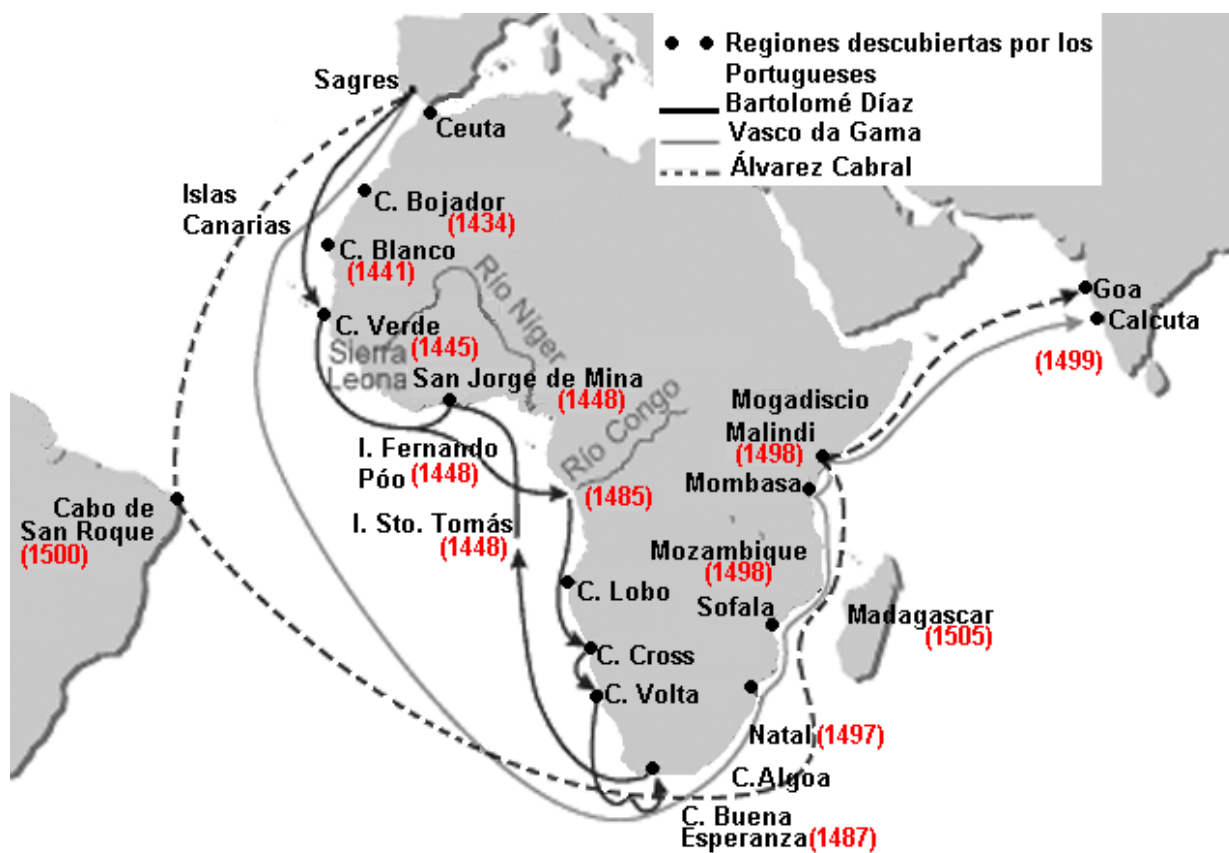 Regiones descubiertas por los
Portugueses
Bartolomé Díaz
Vasco da Gama
Álvarez Cabral
Sagres
Ceuta
Islas
Canarias
C. Bojador
(1434)
C. Blanco
(1441)
C. Verde
(1445)
Sierra
Leona
Río Níger
San Jorge de Mina
(1448)
I. Fernando
Póo (1448)
Río Congo
(1485)
I. Sto. Tomás
(1448)
Cabo de
San Roque
(1500)
C. Lobo
C. Cross
C. Volta
Goa
Calcuta
(1499)
Mogadiscio
Malindi
(1498)
Mombasa
Mozambique
(1498)
Sofala
Madagascar
(1505)
Natal (1497)
C.Algoa
C. Buena
Esperanza (1487)